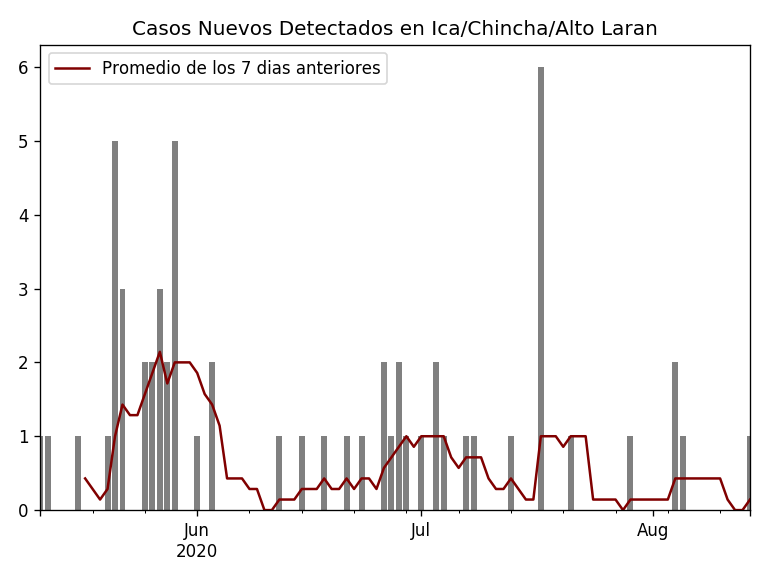 Casos Nuevos Detectados en Ica/Chincha/Alto Laran
Promedio de los 7 dias anteriores
6
5
4
3
2
1
0
Jun
2020
Jul
Aug